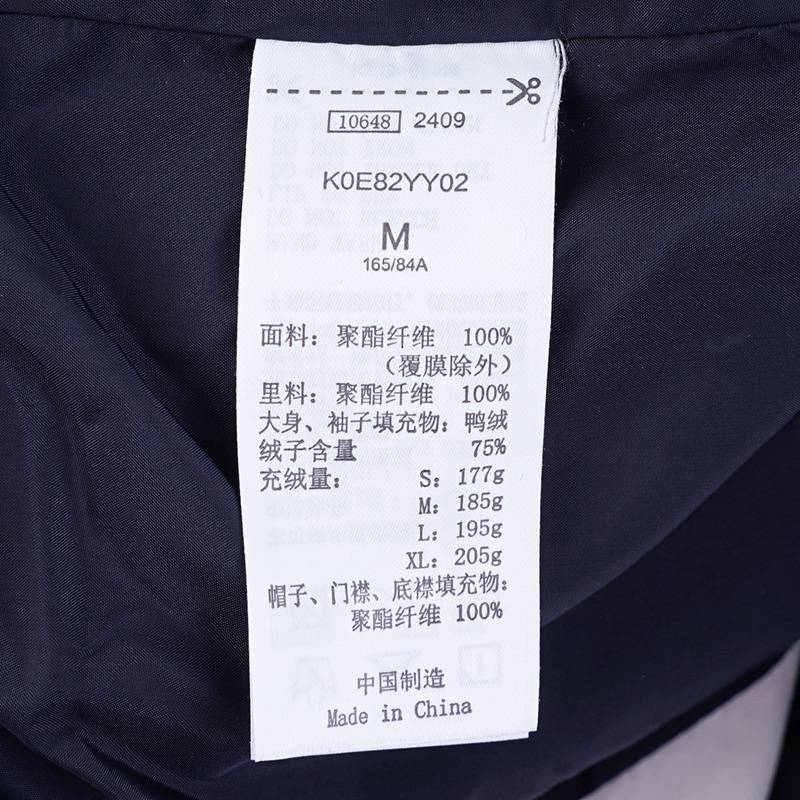 10648 2409
K0E82YY02
M
165/84A
面料：聚酯纤维 100%
（覆膜除外）
里料：聚酯纤维 100%
大身、袖子填充物：鸭绒
绒子含量 75%
充绒量： S：177g
M：185g
L：195g
XL：205g
帽子、门襟、底襟填充物：
聚酯纤维 100%
中国制造
Made in China